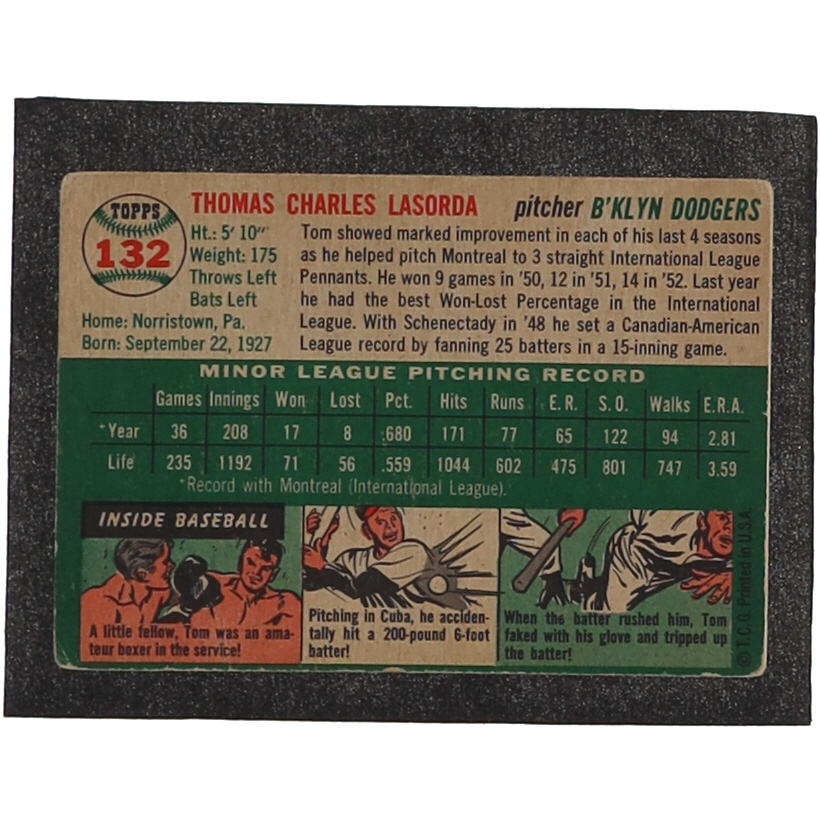 TOPPS
132
THOMAS CHARLES LASORDA pitcher B'KLYN DODGERS
Ht.: 5' 10"
Weight: 175
Throws Left
Bats Left
Home: Norristown, Pa.
Born: September 22, 1927
Tom showed marked improvement in each of his last 4 seasons
as he helped pitch Montreal to 3 straight International League
Pennants. He won 9 games in '50, 12 in '51, 14 in '52. Last year
he had the best Won-Lost Percentage in the International
League. With Schenectady in '48 he set a Canadian-American
League record by fanning 25 batters in a 15-inning game.
MINOR LEAGUE PITCHING RECORD
Games Innings Won Lost Pct. Hits Runs E.R. S.O. Walks E.R.A.
*Year 36 208 17 8 .680 171 77 65 122 94 2.81
Life 235 1192 71 56 .559 1044 602 475 801 747 3.59
*Record with Montreal (International League).
INSIDE BASEBALL
A little fellow, Tom was an ama-
teur boxer in the service!
Pitching in Cuba, he acciden-
tally hit a 200-pound 6-foot
batter!
When the batter rushed him, Tom
faked with his glove and tripped up
the batter!
© T.C.G. Printed in U.S.A.